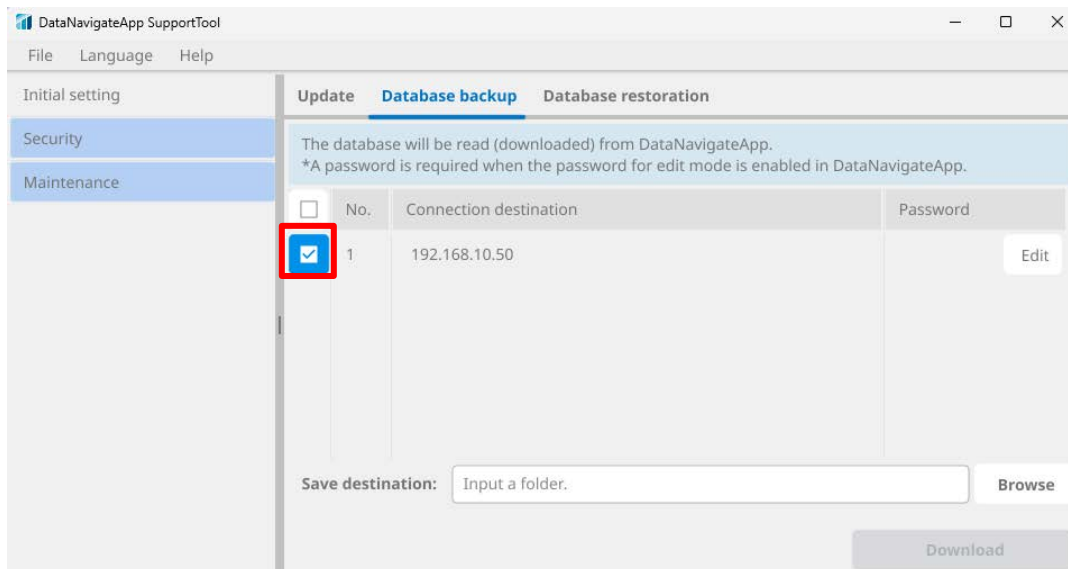 DataNavigateApp SupportTool
File Language Help
Initial setting
Security
Maintenance
Update Database backup Database restoration
The database will be read (downloaded) from DataNavigateApp.
*A password is required when the password for edit mode is enabled in DataNavigateApp.
No. Connection destination Password
1 192.168.10.50 Edit
Save destination: Input a folder. Browse
Download